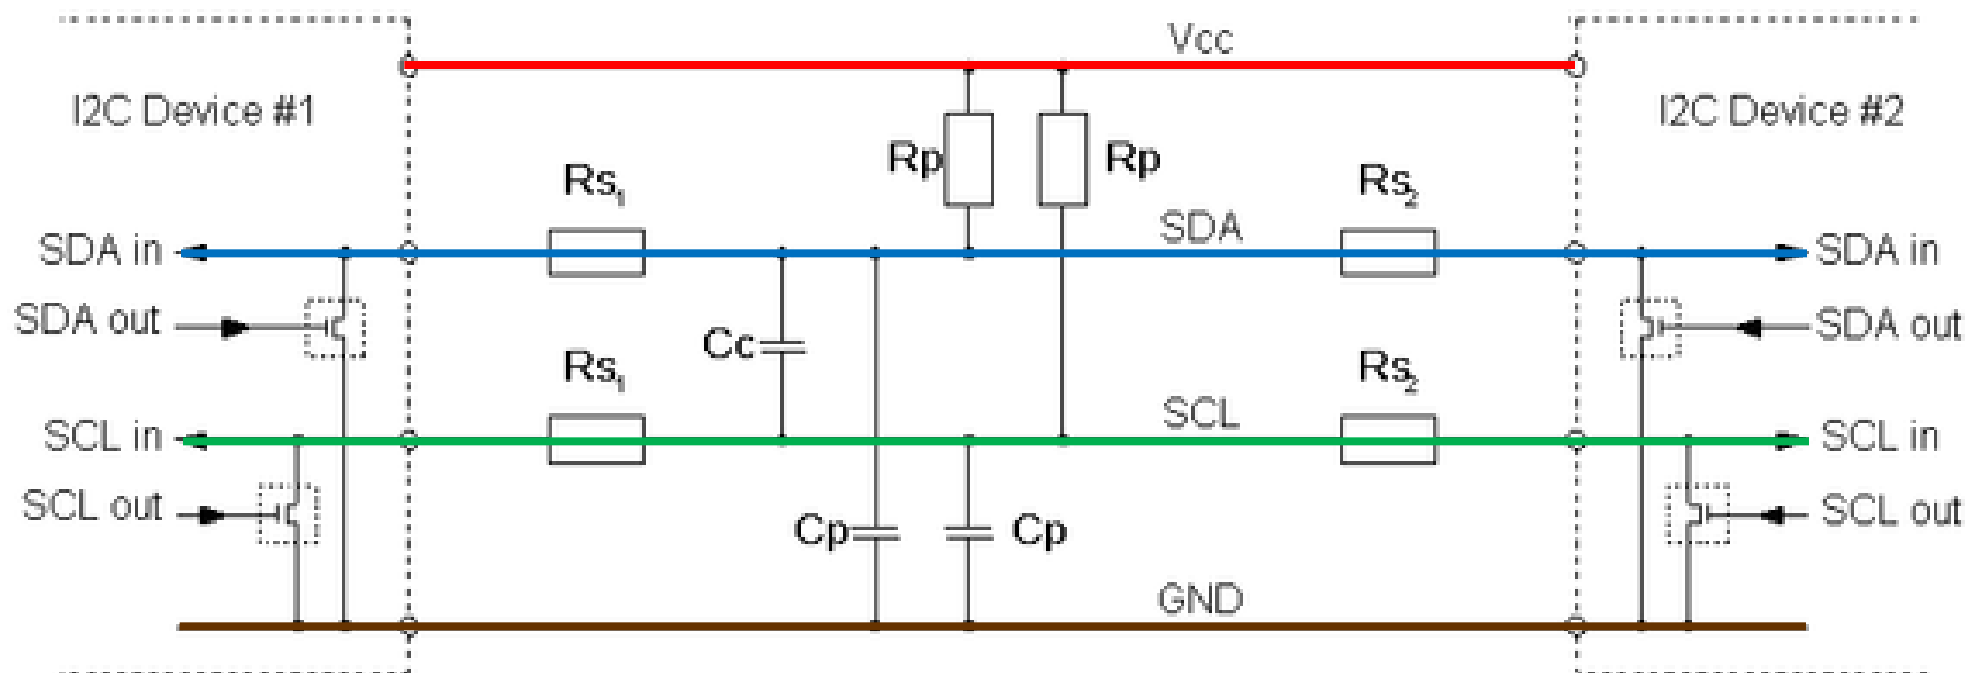 Vcc
I2C Device #1
I2C Device #2
Rp
Rp
Rs1
Rs2
SDA
SDA in
SDA in
SDA out
SDA out
Cc
Rs1
Rs2
SCL
SCL in
SCL in
SCL out
SCL out
Cp
Cp
GND